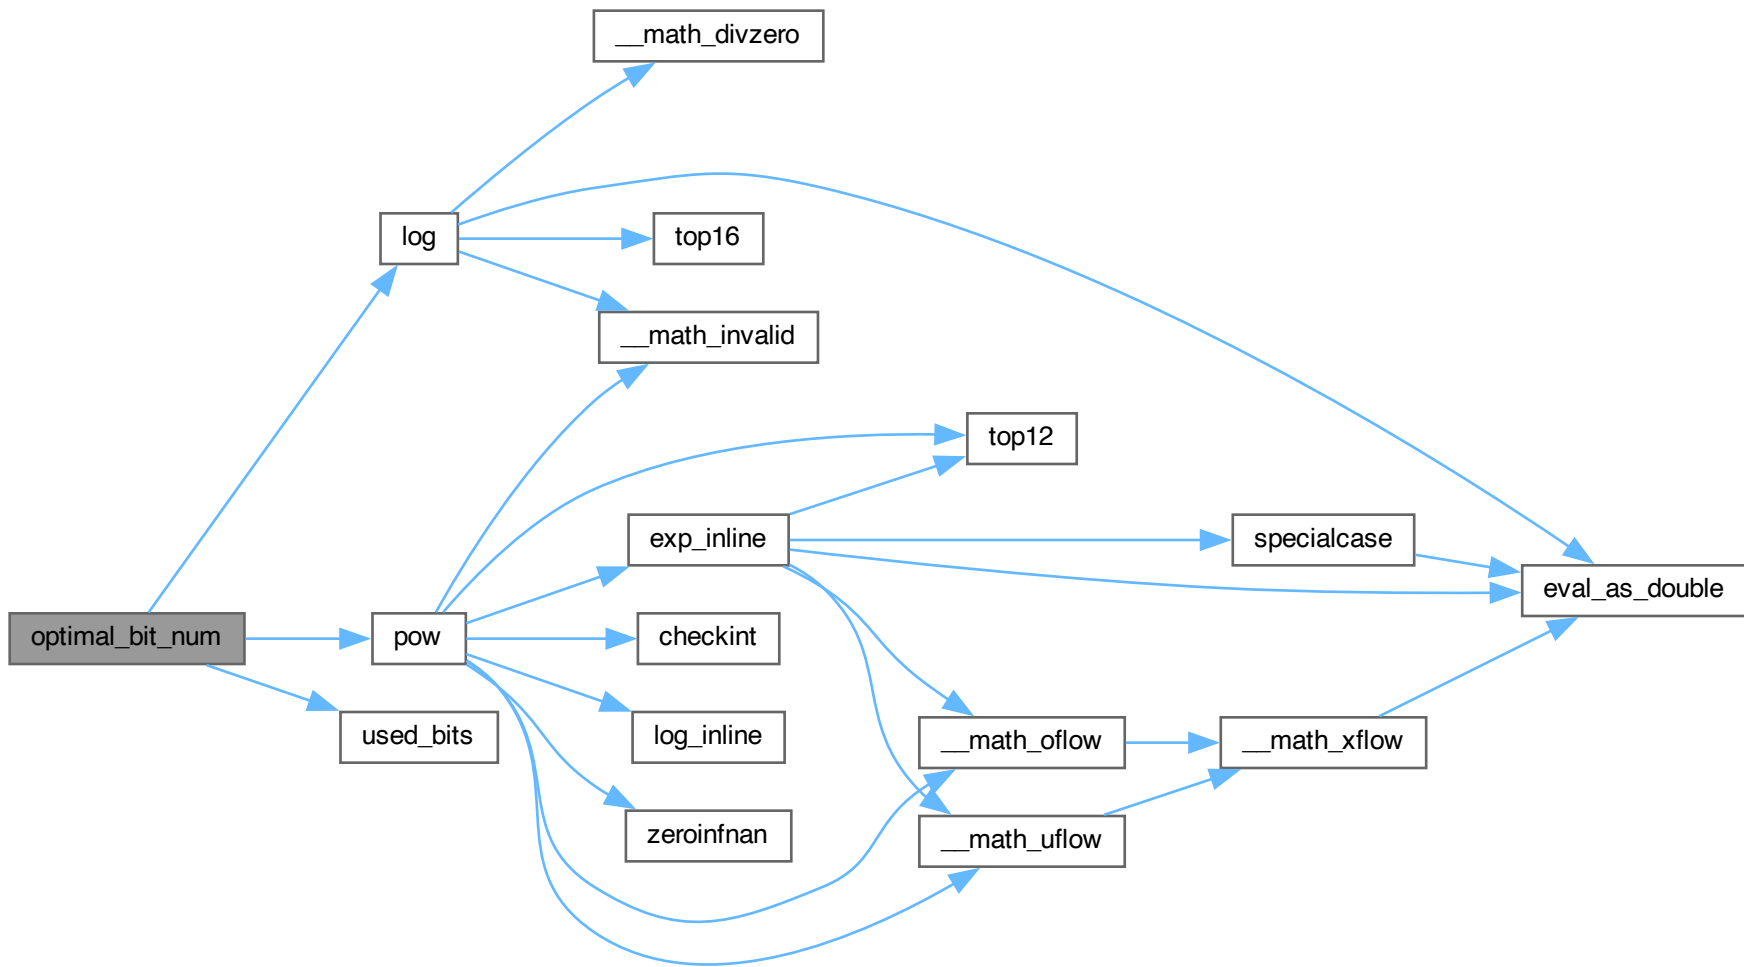 __math_divzero
log
top16
__math_invalid
top12
exp_inline
specialcase
eval_as_double
optimal_bit_num
pow
checkint
used_bits
log_inline
__math_oflow
__math_xflow
zeroinfnan
__math_uflow